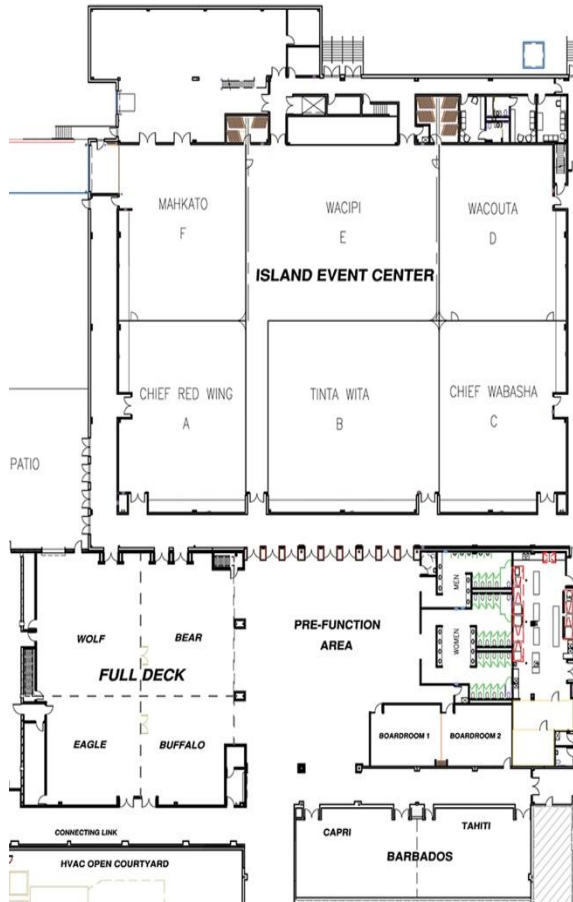 MAHKATO
F
WACIPI
E
WACOUTA
D
ISLAND EVENT CENTER
CHIEF RED WING
A
TINTA WITA
B
CHIEF WABASHA
C
PATIO
MEN
WOMEN
PRE-FUNCTION
AREA
WOLF
BEAR
FULL DECK
EAGLE
BUFFALO
BOARDROOM 1
BOARDROOM 2
CONNECTING LINK
HVAC OPEN COURTYARD
CAPRI
TAHITI
BARBADOS